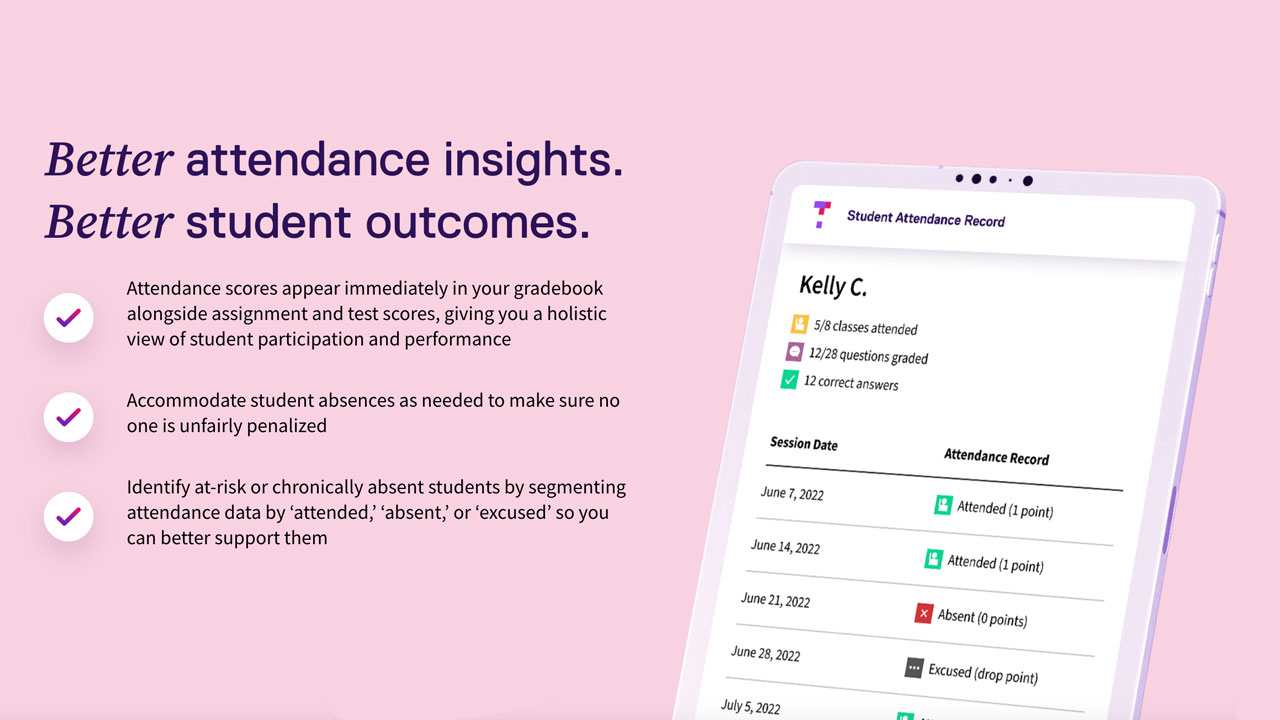 Better attendance insights.
Better student outcomes.
Attendance scores appear immediately in your gradebook
alongside assignment and test scores, giving you a holistic
view of student participation and performance
Accommodate student absences as needed to make sure no
one is unfairly penalized
Identify at-risk or chronically absent students by segmenting
attendance data by ‘attended,’ ‘absent,’ or ‘excused’ so you
can better support them
Student Attendance Record
Kelly C.
5/8 classes attended
12/28 questions graded
12 correct answers
Session Date Attendance Record
June 7, 2022 Attended (1 point)
June 14, 2022 Attended (1 point)
June 21, 2022 Absent (0 points)
June 28, 2022 Excused (drop point)
July 5, 2022